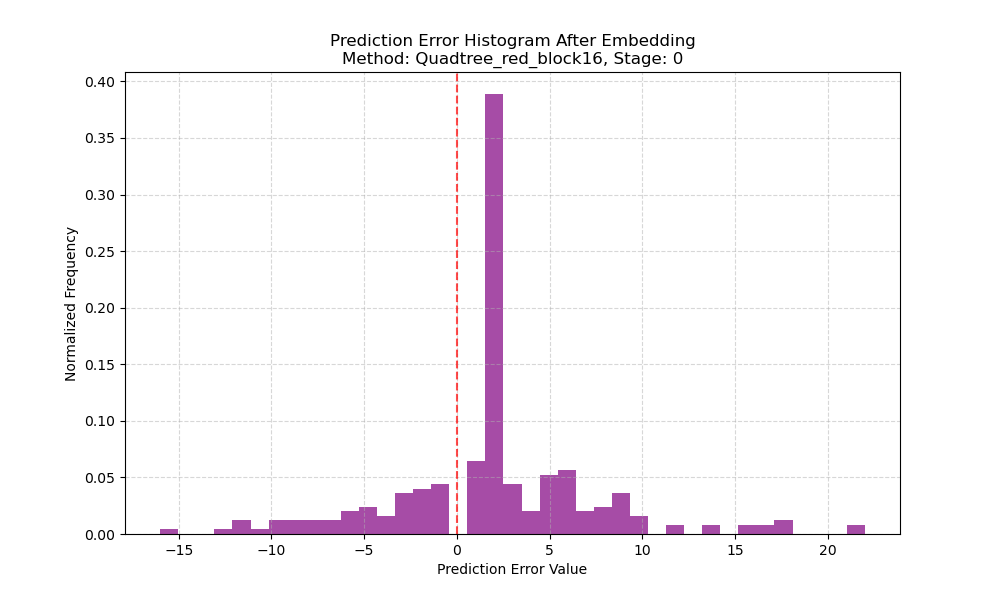 Prediction Error Histogram After Embedding
Method: Quadtree_red_block16, Stage: 0
Normalized Frequency
0.40
0.35
0.30
0.25
0.20
0.15
0.10
0.05
0.00
−15 −10 −5 0 5 10 15 20
Prediction Error Value